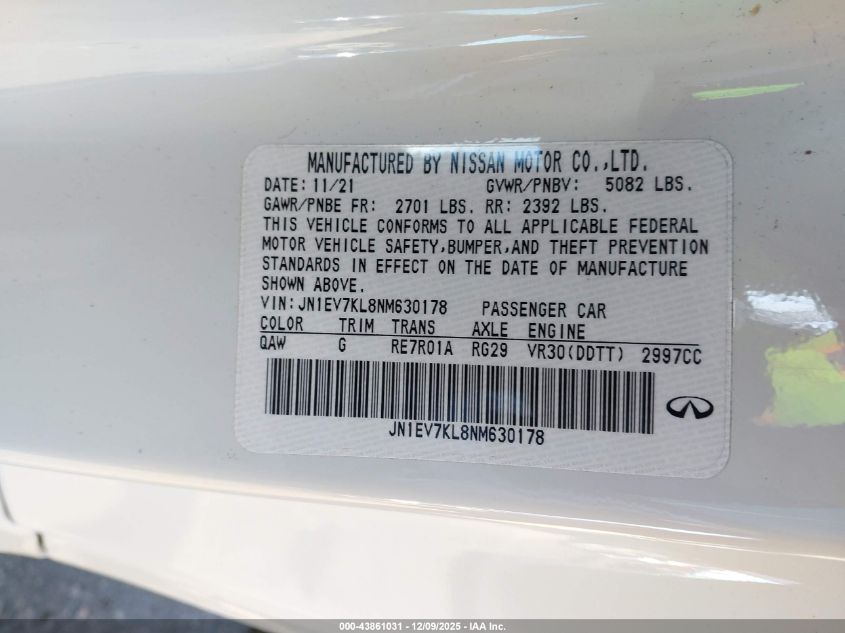 MANUFACTURED BY NISSAN MOTOR CO.,LTD.
DATE: 11/21 GVWR/PNBV: 5082 LBS.
GAWR/PNBE FR: 2701 LBS. RR: 2392 LBS.
THIS VEHICLE CONFORMS TO ALL APPLICABLE FEDERAL
MOTOR VEHICLE SAFETY,BUMPER,AND THEFT PREVENTION
STANDARDS IN EFFECT ON THE DATE OF MANUFACTURE
SHOWN ABOVE.
VIN:JN1EV7KL8NM630178 PASSENGER CAR
COLOR TRIM TRANS AXLE ENGINE
QAW G RE7R01A RG29 VR30(DDTT) 2997CC
JN1EV7KL8NM630178
000-43861031 - 12/09/2025 - IAA Inc.